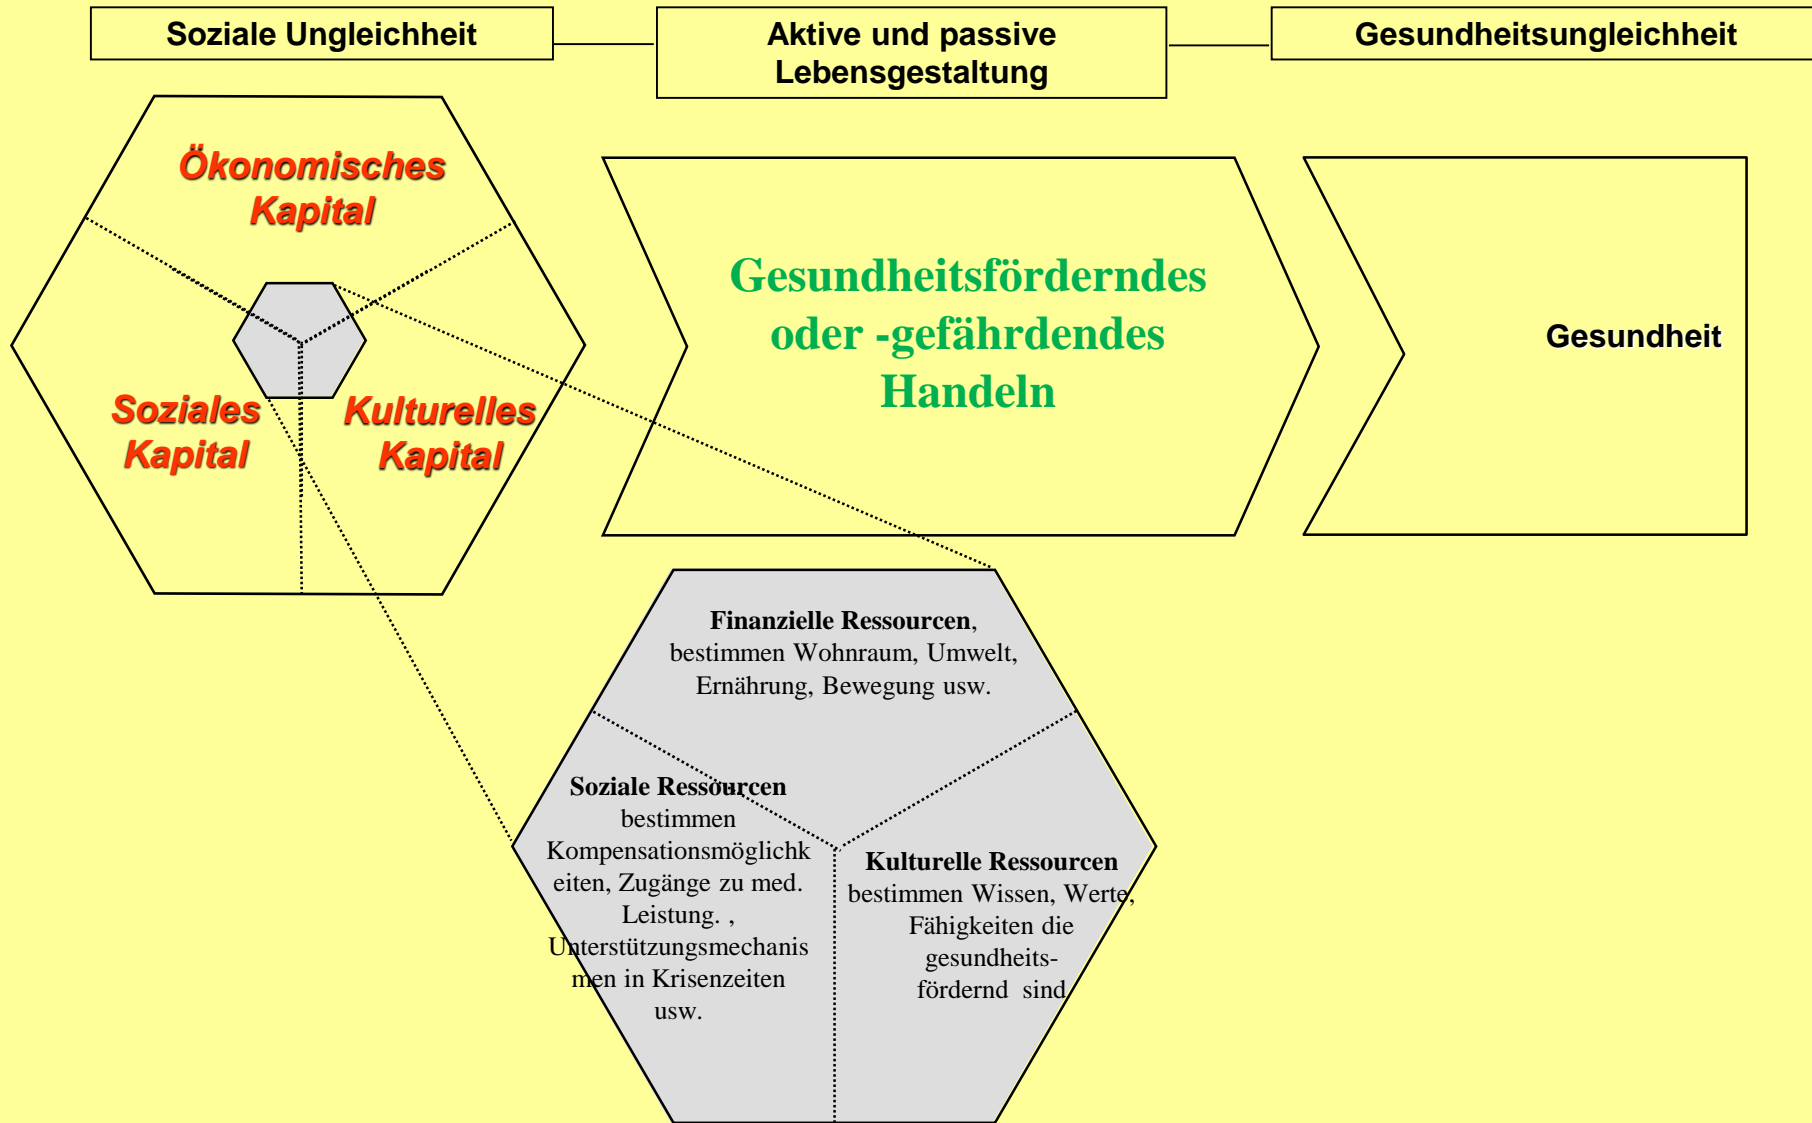 Soziale Ungleichheit
Aktive und passive
Lebensgestaltung
Gesundheitsungleichheit
Ökonomisches
Kapital
Soziales
Kapital
Kulturelles
Kapital
Gesundheitsförderndes
oder -gefährdendes
Handeln
Gesundheit
Finanzielle Ressourcen,
bestimmen Wohnraum, Umwelt,
Ernährung, Bewegung usw.
Soziale Ressourcen
bestimmen
Kompensationsmöglichk
eiten, Zugänge zu med.
Leistung. ,
Unterstützungsmechanis
men in Krisenzeiten
usw.
Kulturelle Ressourcen
bestimmen Wissen, Werte,
Fähigkeiten die
gesundheits-
fördernd  sind